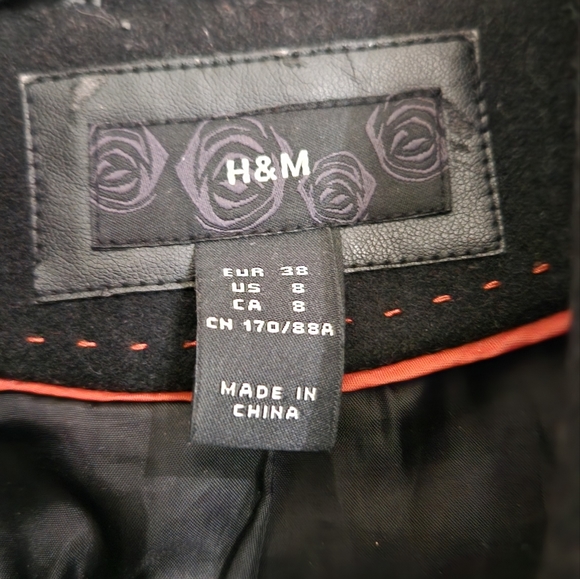 H&M
EUR 38
US 8
CA 8
CN 170/88A
MADE IN
CHINA